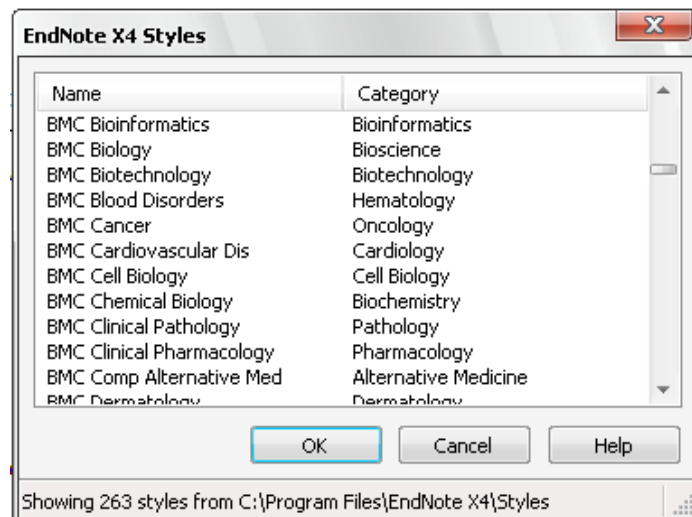 EndNote X4 Styles
Name Category
BMC Bioinformatics Bioinformatics
BMC Biology Bioscience
BMC Biotechnology Biotechnology
BMC Blood Disorders Hematology
BMC Cancer Oncology
BMC Cardiovascular Dis Cardiology
BMC Cell Biology Cell Biology
BMC Chemical Biology Biochemistry
BMC Clinical Pathology Pathology
BMC Clinical Pharmacology Pharmacology
BMC Comp Alternative Med Alternative Medicine
BMC Dermatology Dermatology
OK Cancel Help
Showing 263 styles from C:\Program Files\EndNote X4\Styles